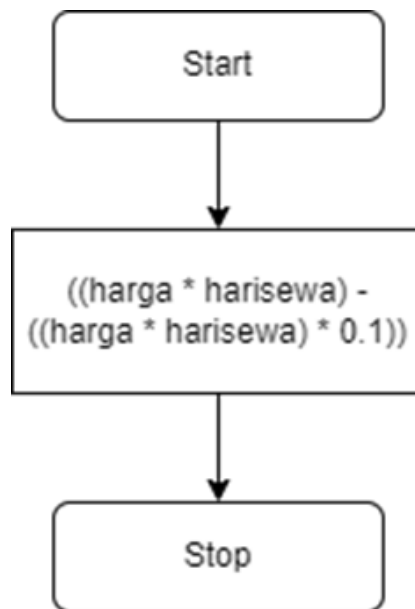 Start
((harga * harisewa) -
((harga * harisewa) * 0.1))
Stop